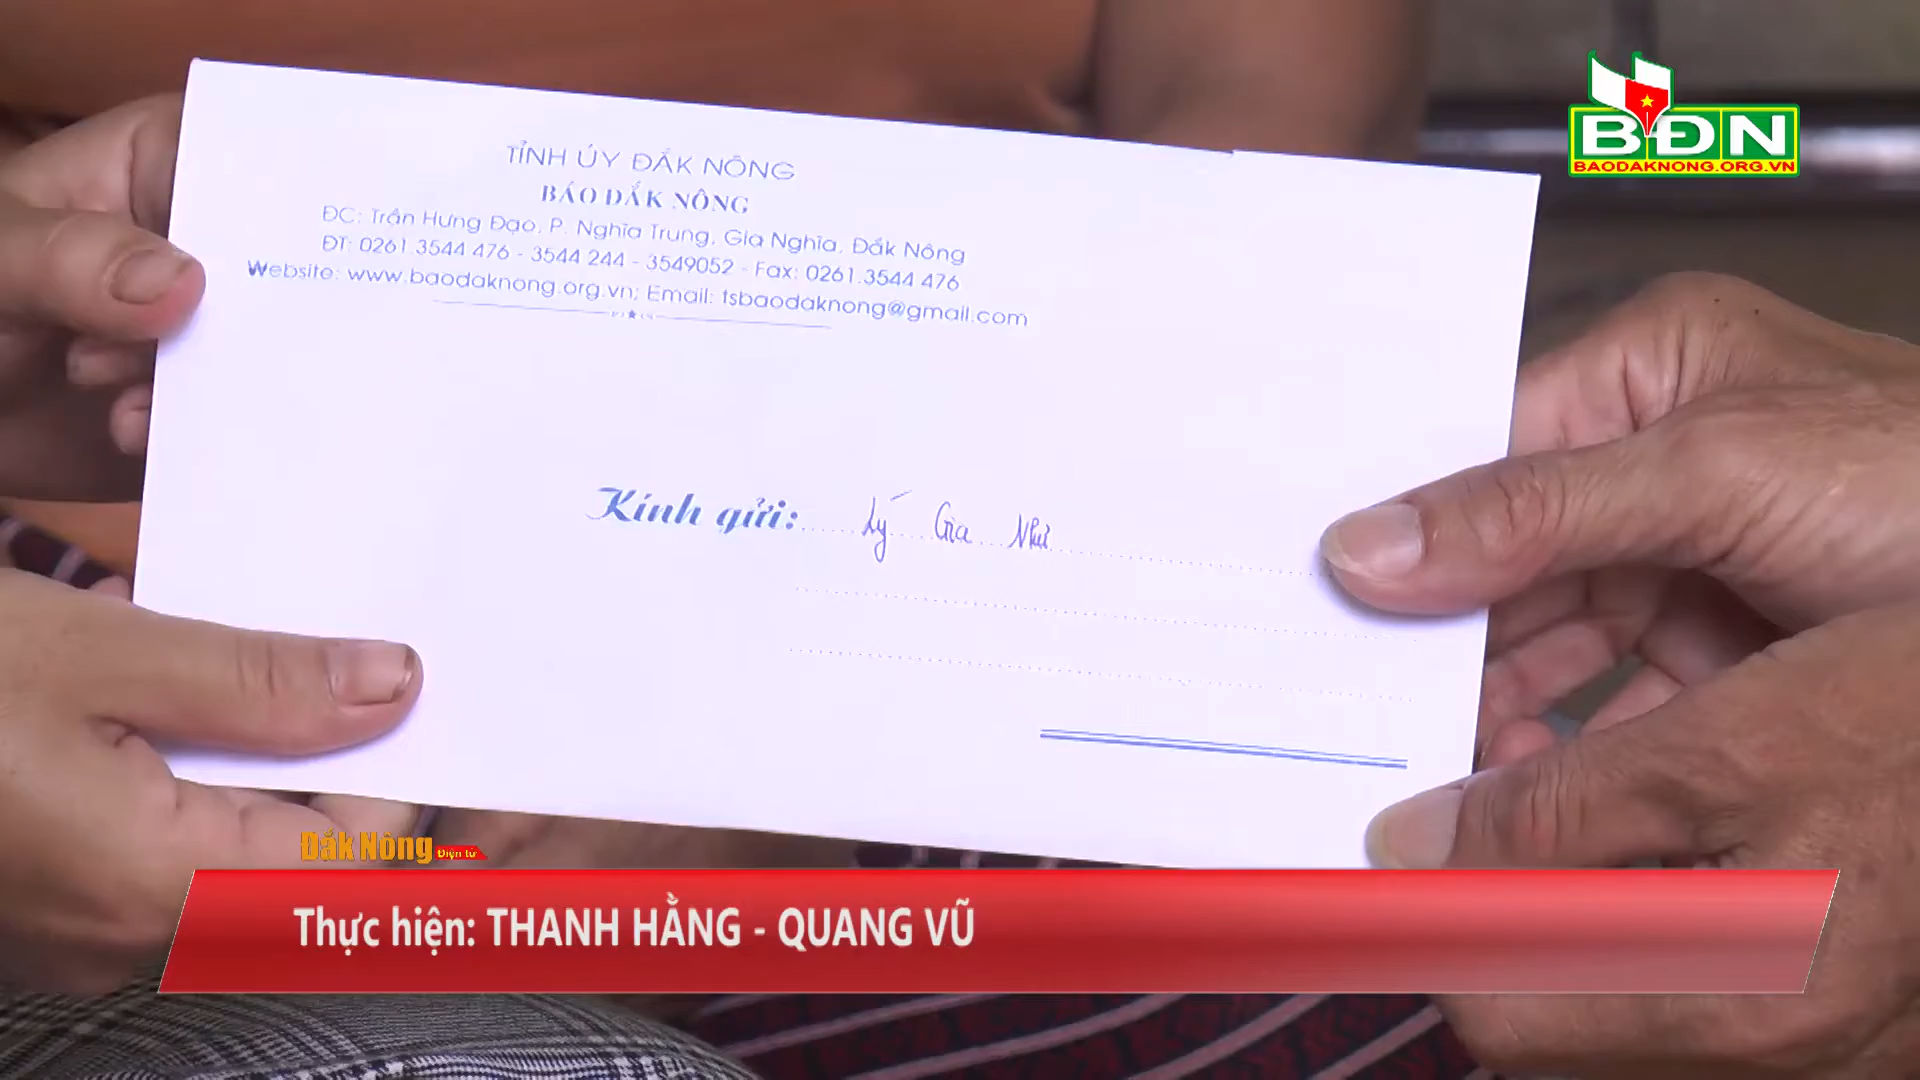 BĐN
BAODAKNONG.ORG.VN
TỈNH ỦY ĐẮK NÔNG
BÁO ĐẮK NÔNG
ĐC: Trần Hưng Đạo, P. Nghĩa Trung, Gia Nghĩa, Đắk Nông
ĐT: 0261.3544 476 - 3544 244 - 3549052 - Fax: 0261.3544 476
Website: www.baodaknong.org.vn; Email: tsbaodaknong@gmail.com
Kính gửi: Lý Gia Như
Đắk Nông
Điện tử
Thực hiện: THANH HẰNG - QUANG VŨ